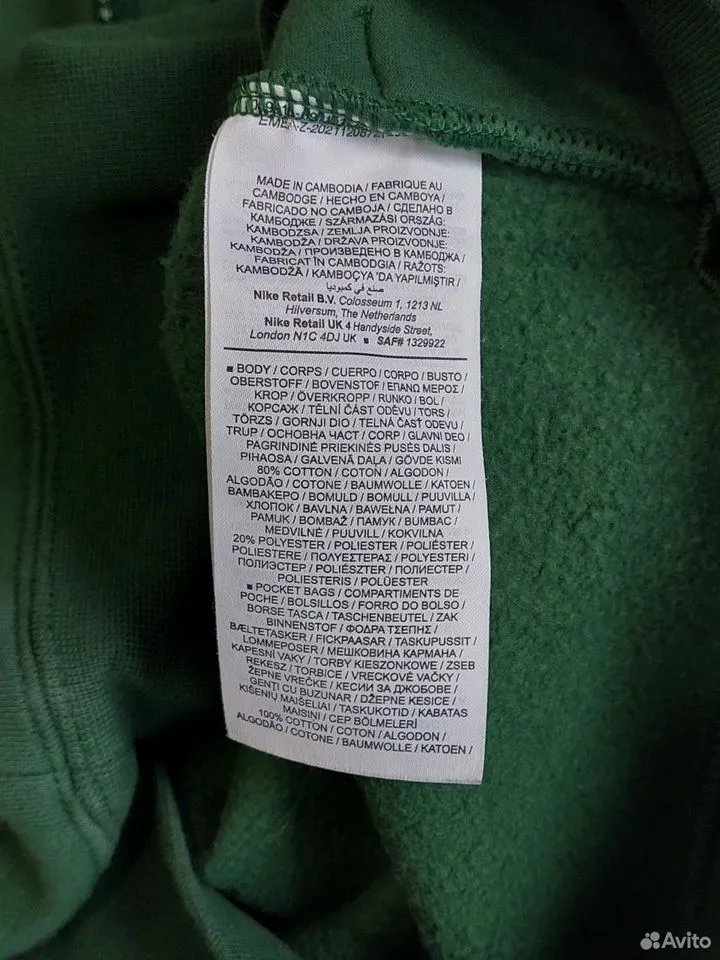 MADE IN CAMBODIA / FABRIQUE AU
CAMBODGE / HECHO EN CAMBOYA /
FABRICADO NO CAMBOJA / СДЕЛАНО В
КАМБОДЖЕ / SZÁRMAZÁSI ORSZÁG:
KAMBODZSA / ZEMLJA PROIZVODNJE:
KAMBODŽA / DRŽAVA PROIZVODNJE:
KAMBODŽA / ПРОИЗВЕДЕНО В КАМБОДЖА /
FABRICAT ÎN CAMBODGIA / RAŽOTS:
KAMBODŽĀ / KAMBOÇYA 'DA YAPILMIŞTIR /
صنع في كمبوديا
Nike Retail B.V. Colosseum 1, 1213 NL
Hilversum, The Netherlands
Nike Retail UK 4 Handyside Street,
London N1C 4DJ UK ■ SAF# 1329922
■ BODY / CORPS / CUERPO / CORPO / BUSTO /
OBERSTOFF / BOVENSTOF / ΕΠΑΝΩ ΜΕΡΟΣ /
KROP / ÖVERKROPP / RUNKO / BOL /
КОРСАЖ / TĚLNÍ ČÁST ODĚVU / TORS /
TÖRZS / GORNJI DIO / TELNÁ ČASŤ ODEVU /
TRUP / ОСНОВНА ЧАСТ / CORP / GLAVNI DEO /
PAGRINDINĖ PRIEKINĖS PUSĖS DALIS /
PIHAOSA / GALVENĀ DAĻA / GÖVDE KISMI
80% COTTON / COTON / ALGODON /
ALGODÃO / COTONE / BAUMWOLLE / KATOEN /
ΒΑΜΒΑΚΕΡΟ / BOMULD / BOMULL / PUUVILLA /
ХЛОПОК / BAVLNA / BAWEŁNA / PAMUT /
PAMUK / BOMBAŽ / ПАМУК / BUMBAC /
MEDVILNĖ / PUUVILL / KOKVILNA
20% POLYESTER / POLIESTER / POLIÉSTER /
POLIESTERE / ΠΟΛΥΕΣΤΕΡΑΣ / POLYESTERI /
ПОЛИЭСТЕР / POLIÉSZTER / ПОЛИЕСТЕР /
POLIESTERIS / POLÜESTER
■ POCKET BAGS / COMPARTIMENTS DE
POCHE / BOLSILLOS / FORRO DO BOLSO /
BORSE TASCA / TASCHENBEUTEL / ZAK
BINNENSTOF / ΦΟΔΡΑ ΤΣΕΠΗΣ /
BÆLTETASKER / FICKPAASAR / TASKUPUSSIT /
LOMMEPOSER / МЕШКОВИНА КАРМАНА /
KAPESNÍ VAKY / TORBY KIESZONKOWE / ZSEB
REKESZ / TORBICE / VRECKOVÉ VAČKY /
ŽEPNE VREČKE / КЕСИИ ЗА ДЖОБОВЕ /
GENŢI CU BUZUNAR / DŽEPNE KESICE /
KIŠENIŲ MAIŠELIAI / TASKUKOTID / KABATAS
MAISIŅI / CEP BÖLMELERİ
100% COTTON / COTON / ALGODON /
ALGODÃO / COTONE / BAUMWOLLE / KATOEN /
Avito